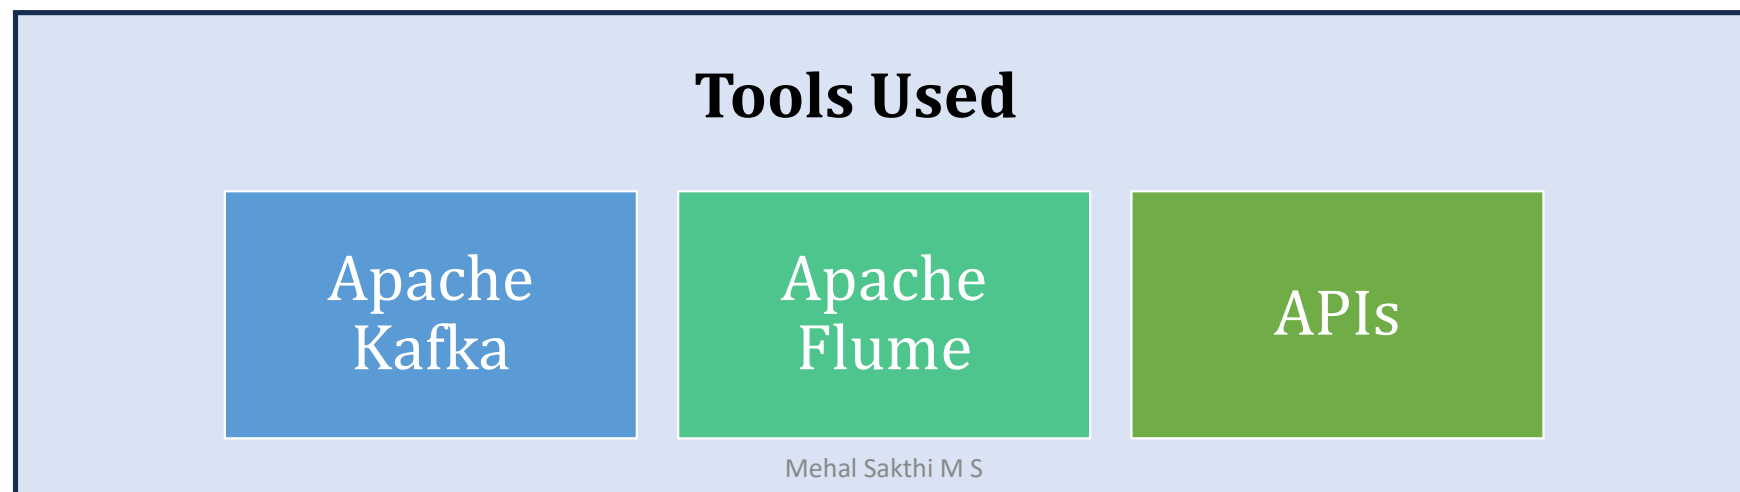 Tools Used
Apache
Kafka
Apache
Flume
APIs
Mehal Sakthi M S